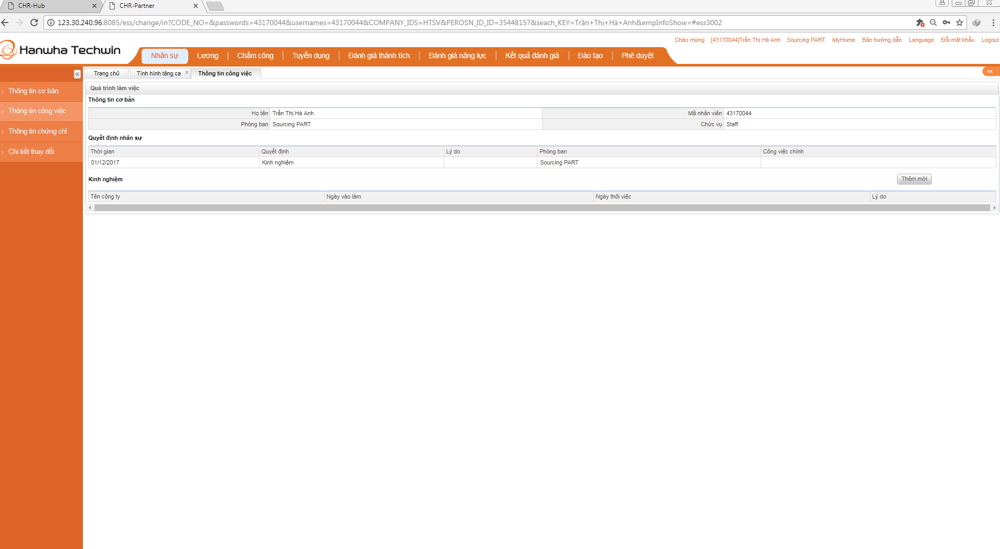 CHR-Hub
CHR-Partner
123.30.240.96:8085/ess/change/in?CODE_NO=&passwords=43170044&usernames=43170044&COMPANY_IDS=HTSV&PEROSN_ID_ID=35448157&seach_KEY=Trần+Thị+Hà+Anh&empInfoShow=#ess3002
Chào mừng [43170044]Trần Thị Hà Anh Sourcing PART MyHome Bản hướng dẫn Language Đổi mật khẩu Logout
Hanwha Techwin
Nhân sự Lương Chấm công Tuyển dụng Đánh giá thành tích Đánh giá năng lực Kết quả đánh giá Đào tạo Phê duyệt
Trang chủ Tình hình tăng ca Thông tin công việc
Thông tin cơ bản
Thông tin công việc
Thông tin chứng chỉ
Chi tiết thay đổi
Quá trình làm việc
Thông tin cơ bản
Họ tên Trần Thị Hà Anh Mã nhân viên 43170044
Phòng ban Sourcing PART Chức vụ Staff
Quyết định nhân sự
Thời gian Quyết định Lý do Phòng ban Công việc chính
01/12/2017 Kinh nghiệm Sourcing PART
Kinh nghiệm Thêm mới
Tên công ty Ngày vào làm Ngày thôi việc Lý do